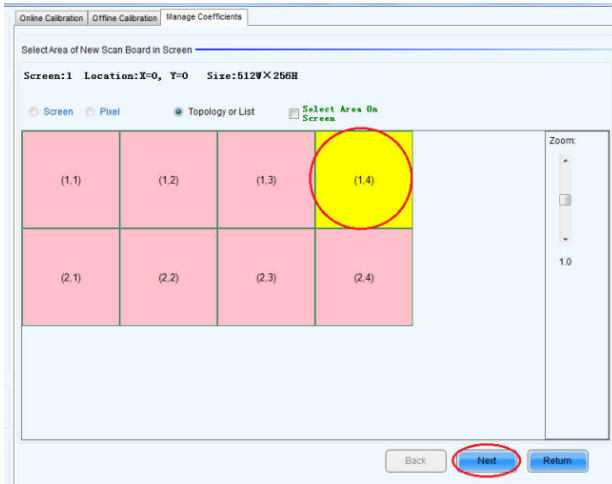 Online Calibration Offline Calibration Manage Coefficients
Select Area of New Scan Board in Screen
Screen:1 Location:X=0, Y=0 Size:512W×256H
Screen Pixel Topology or List Select Area On
Screen
Zoom:
(1,1) (1,2) (1,3) (1,4)
1.0
(2,1) (2,2) (2,3) (2,4)
Back Next Return